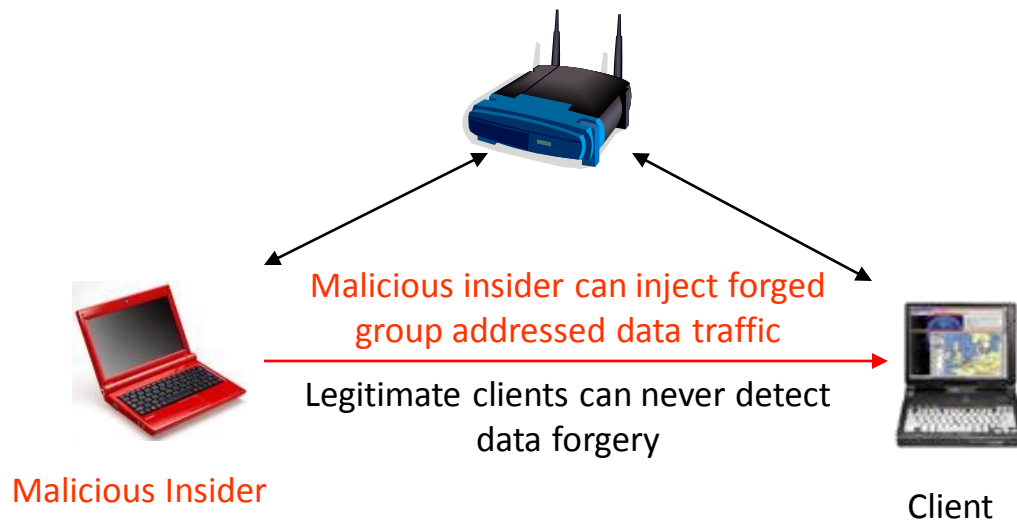 Malicious insider can inject forged
group addressed data traffic
Legitimate clients can never detect
data forgery
Malicious Insider
Client